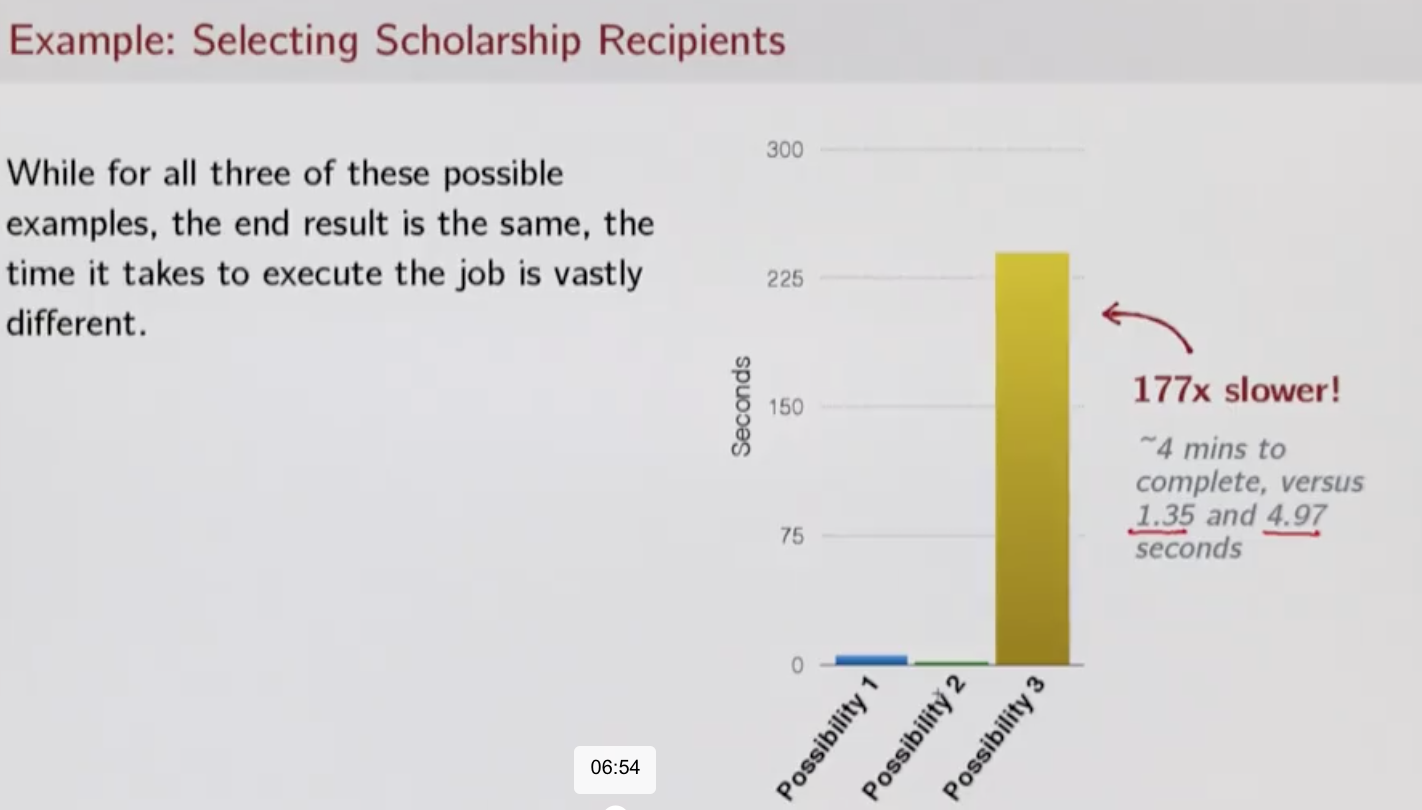 Example: Selecting Scholarship Recipients
While for all three of these possible
examples, the end result is the same, the
time it takes to execute the job is vastly
different.
300
225
150
75
0
Seconds
Possibility 1
Possibility 2
Possibility 3
177x slower!
~4 mins to
complete, versus
1.35 and 4.97
seconds
06:54